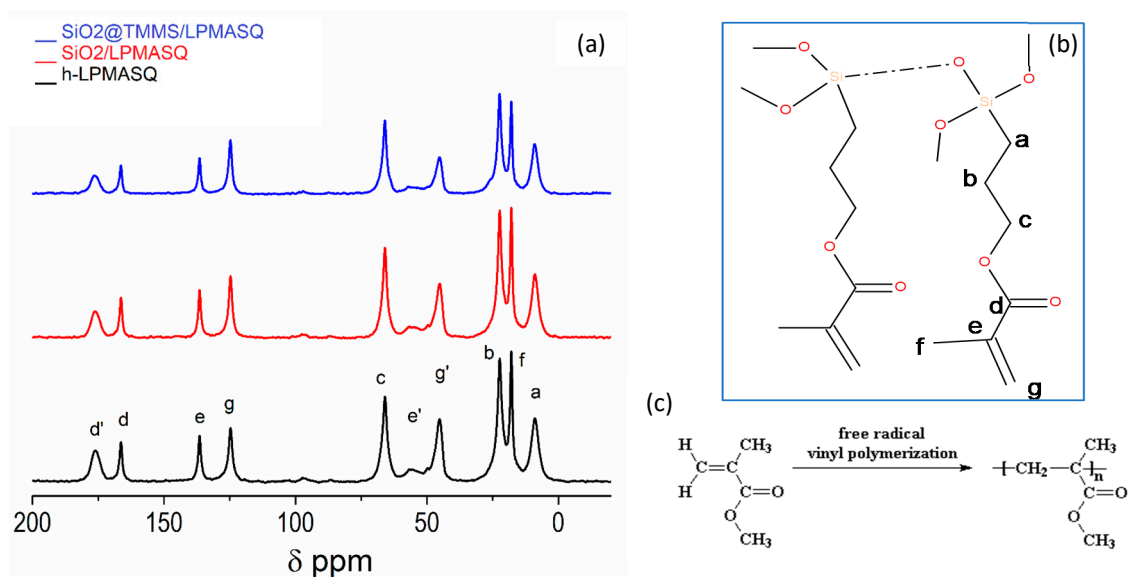 SiO2@TMMS/LPMASQ
SiO2/LPMASQ
h-LPMASQ
(a)
d'
d
e
g
c
e'
g'
b
f
a
200
150
100
50
0
δ ppm
(b)
O
Si
O
O
O
Si
O
O
a
b
c
O
O
O
d
O
e
f
g
(c)
H
H
CH3
C=O
O
CH3
free radical
vinyl polymerization
CH2
C
n
CH3
C=O
O
CH3